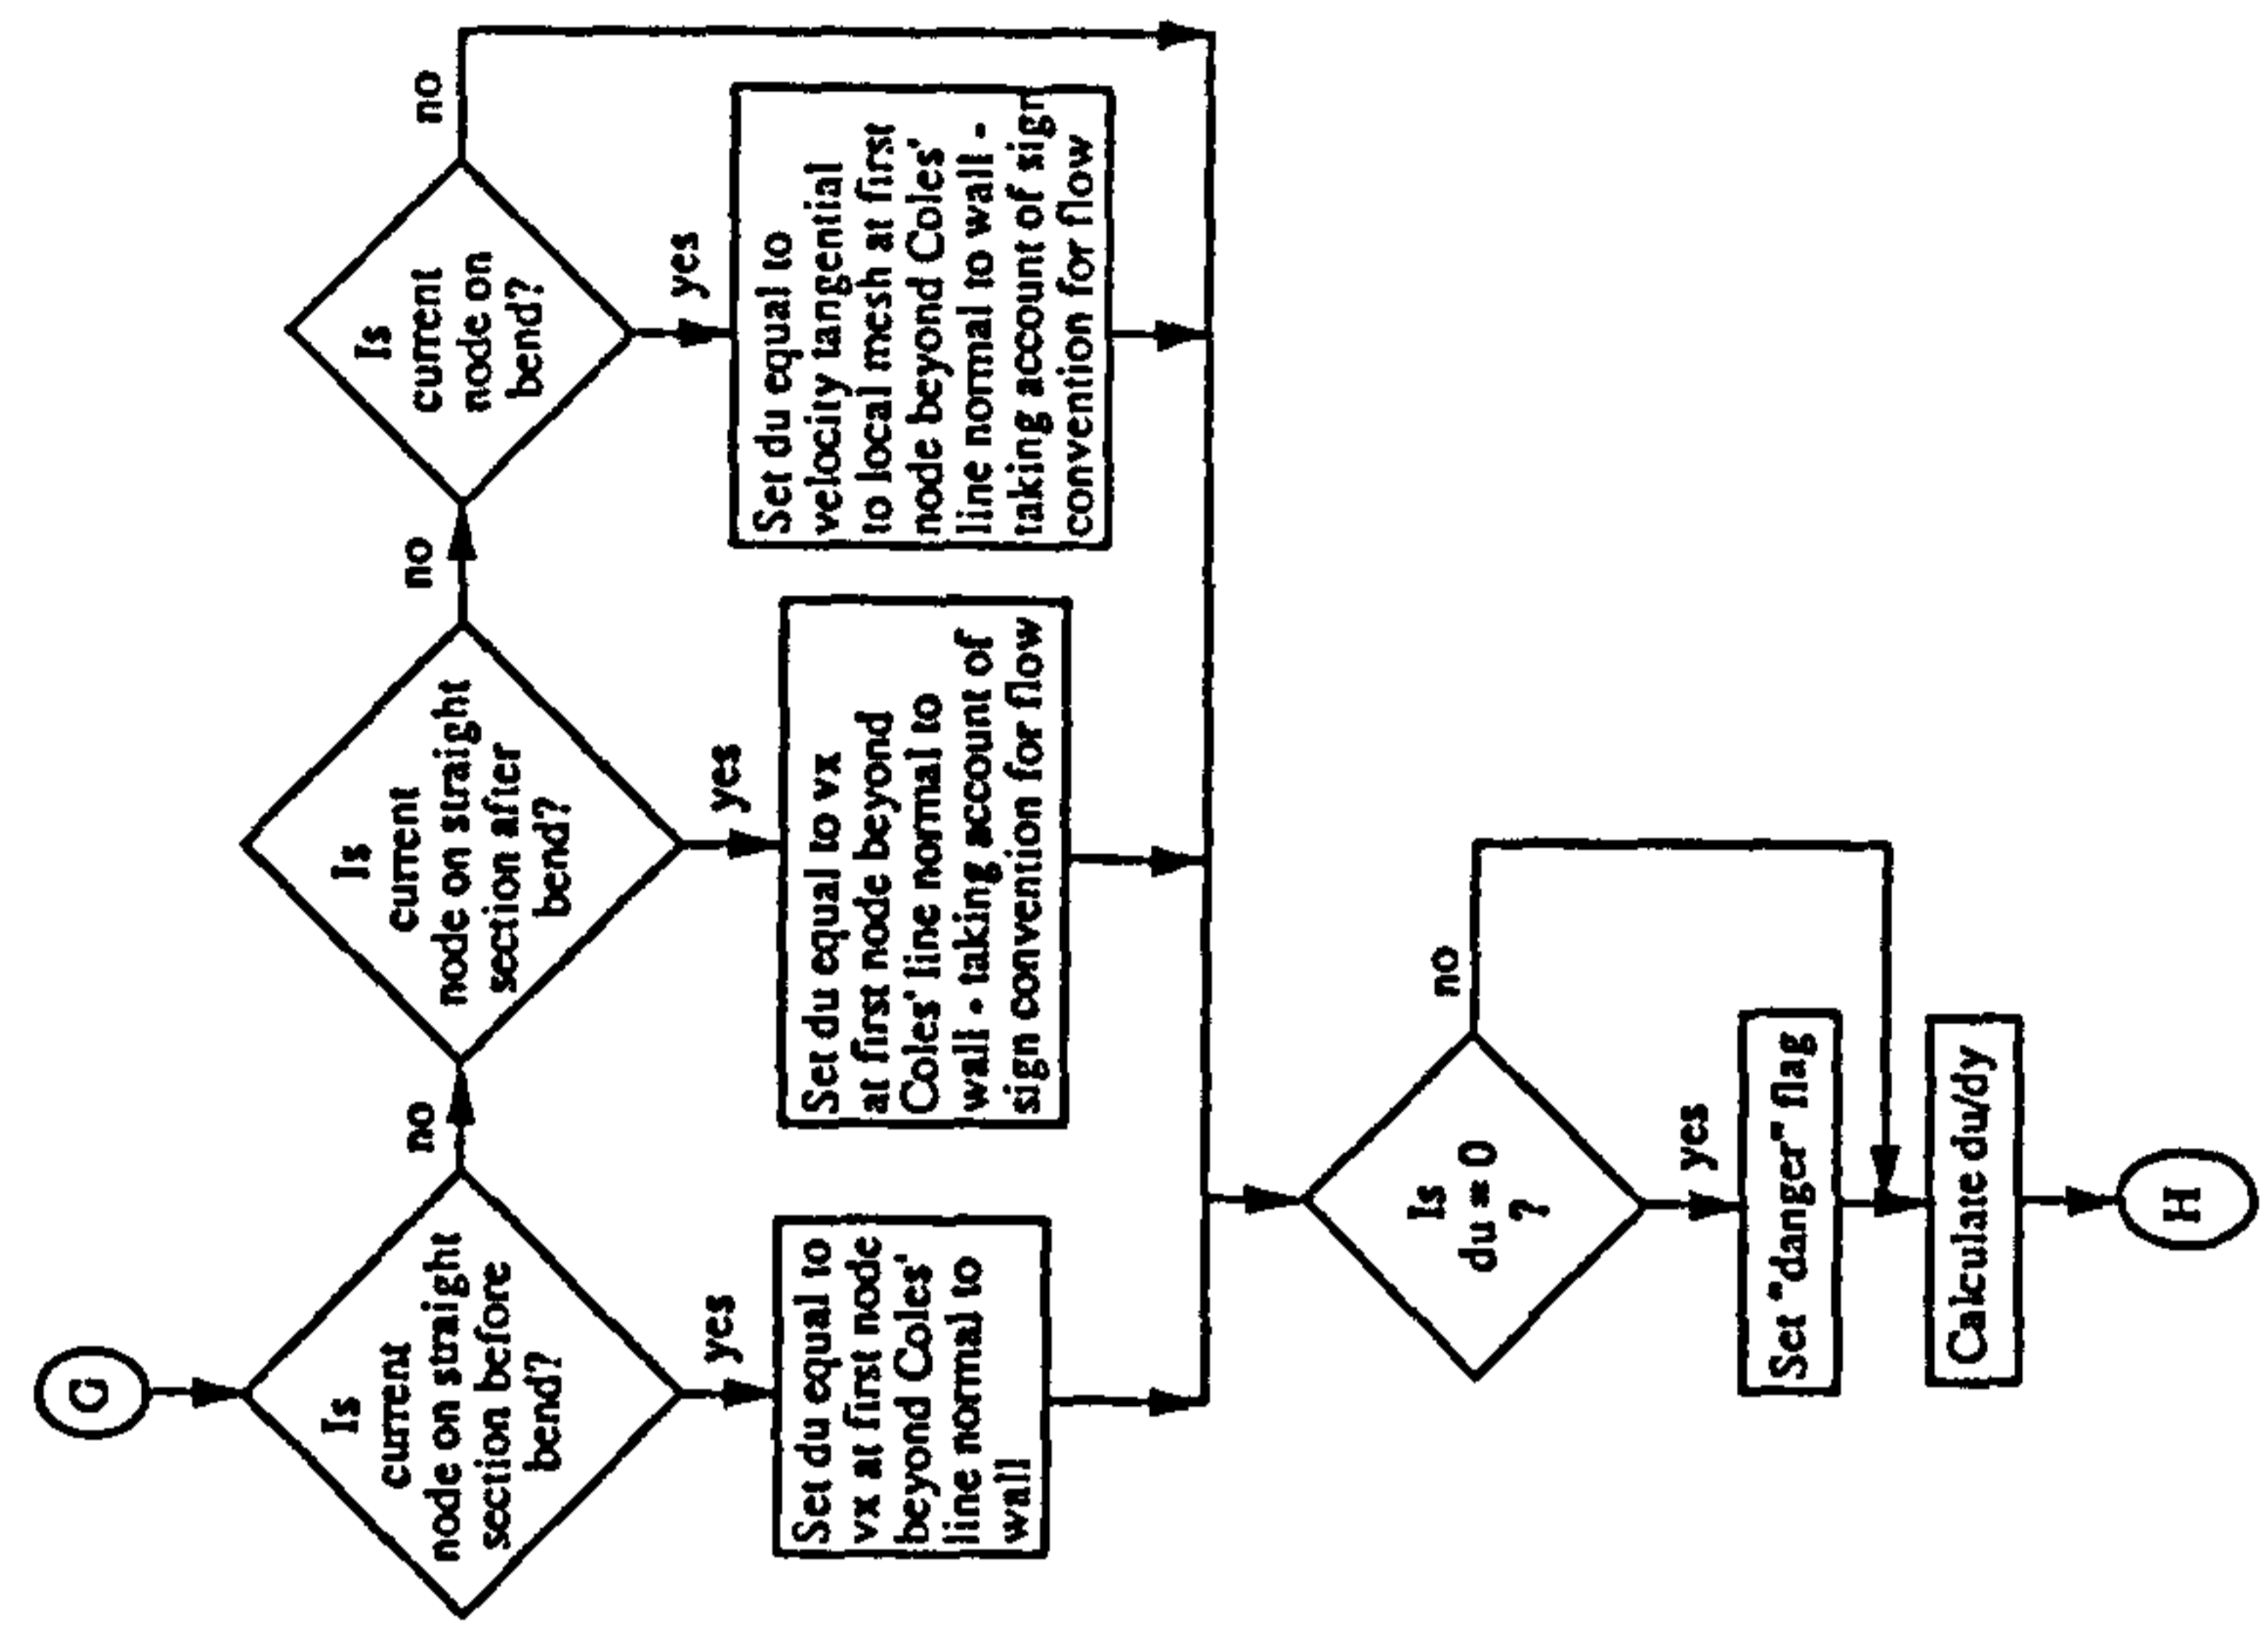 G
Is
current
node on straight
section before
bend?
no
yes
Set du equal to
vx at first node
beyond Coles'
line normal to
wall
Is
current
node on straight
section after
bend?
no
yes
Set du equal to vx
at first node beyond
Coles' line normal to
wall - taking account of
sign convention for flow
Is
current
node on
bend?
no
yes
Set du equal to
velocity tangential
to local mesh at first
node beyond Coles'
line normal to wall -
taking account of sign
convention for flow
Is
du = 0
?
no
yes
Set "danger" flag
Calculate du/dy
H